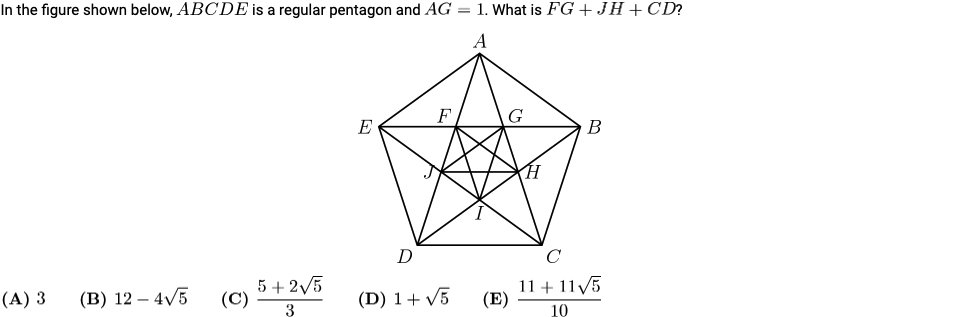 In the figure shown below, ABCDE is a regular pentagon and AG = 1. What is FG + JH + CD?
A
F G
E B
J H
I
D C
(A) 3 (B) 12 − 4√5 (C) (5 + 2√5)/3 (D) 1 + √5 (E) (11 + 11√5)/10